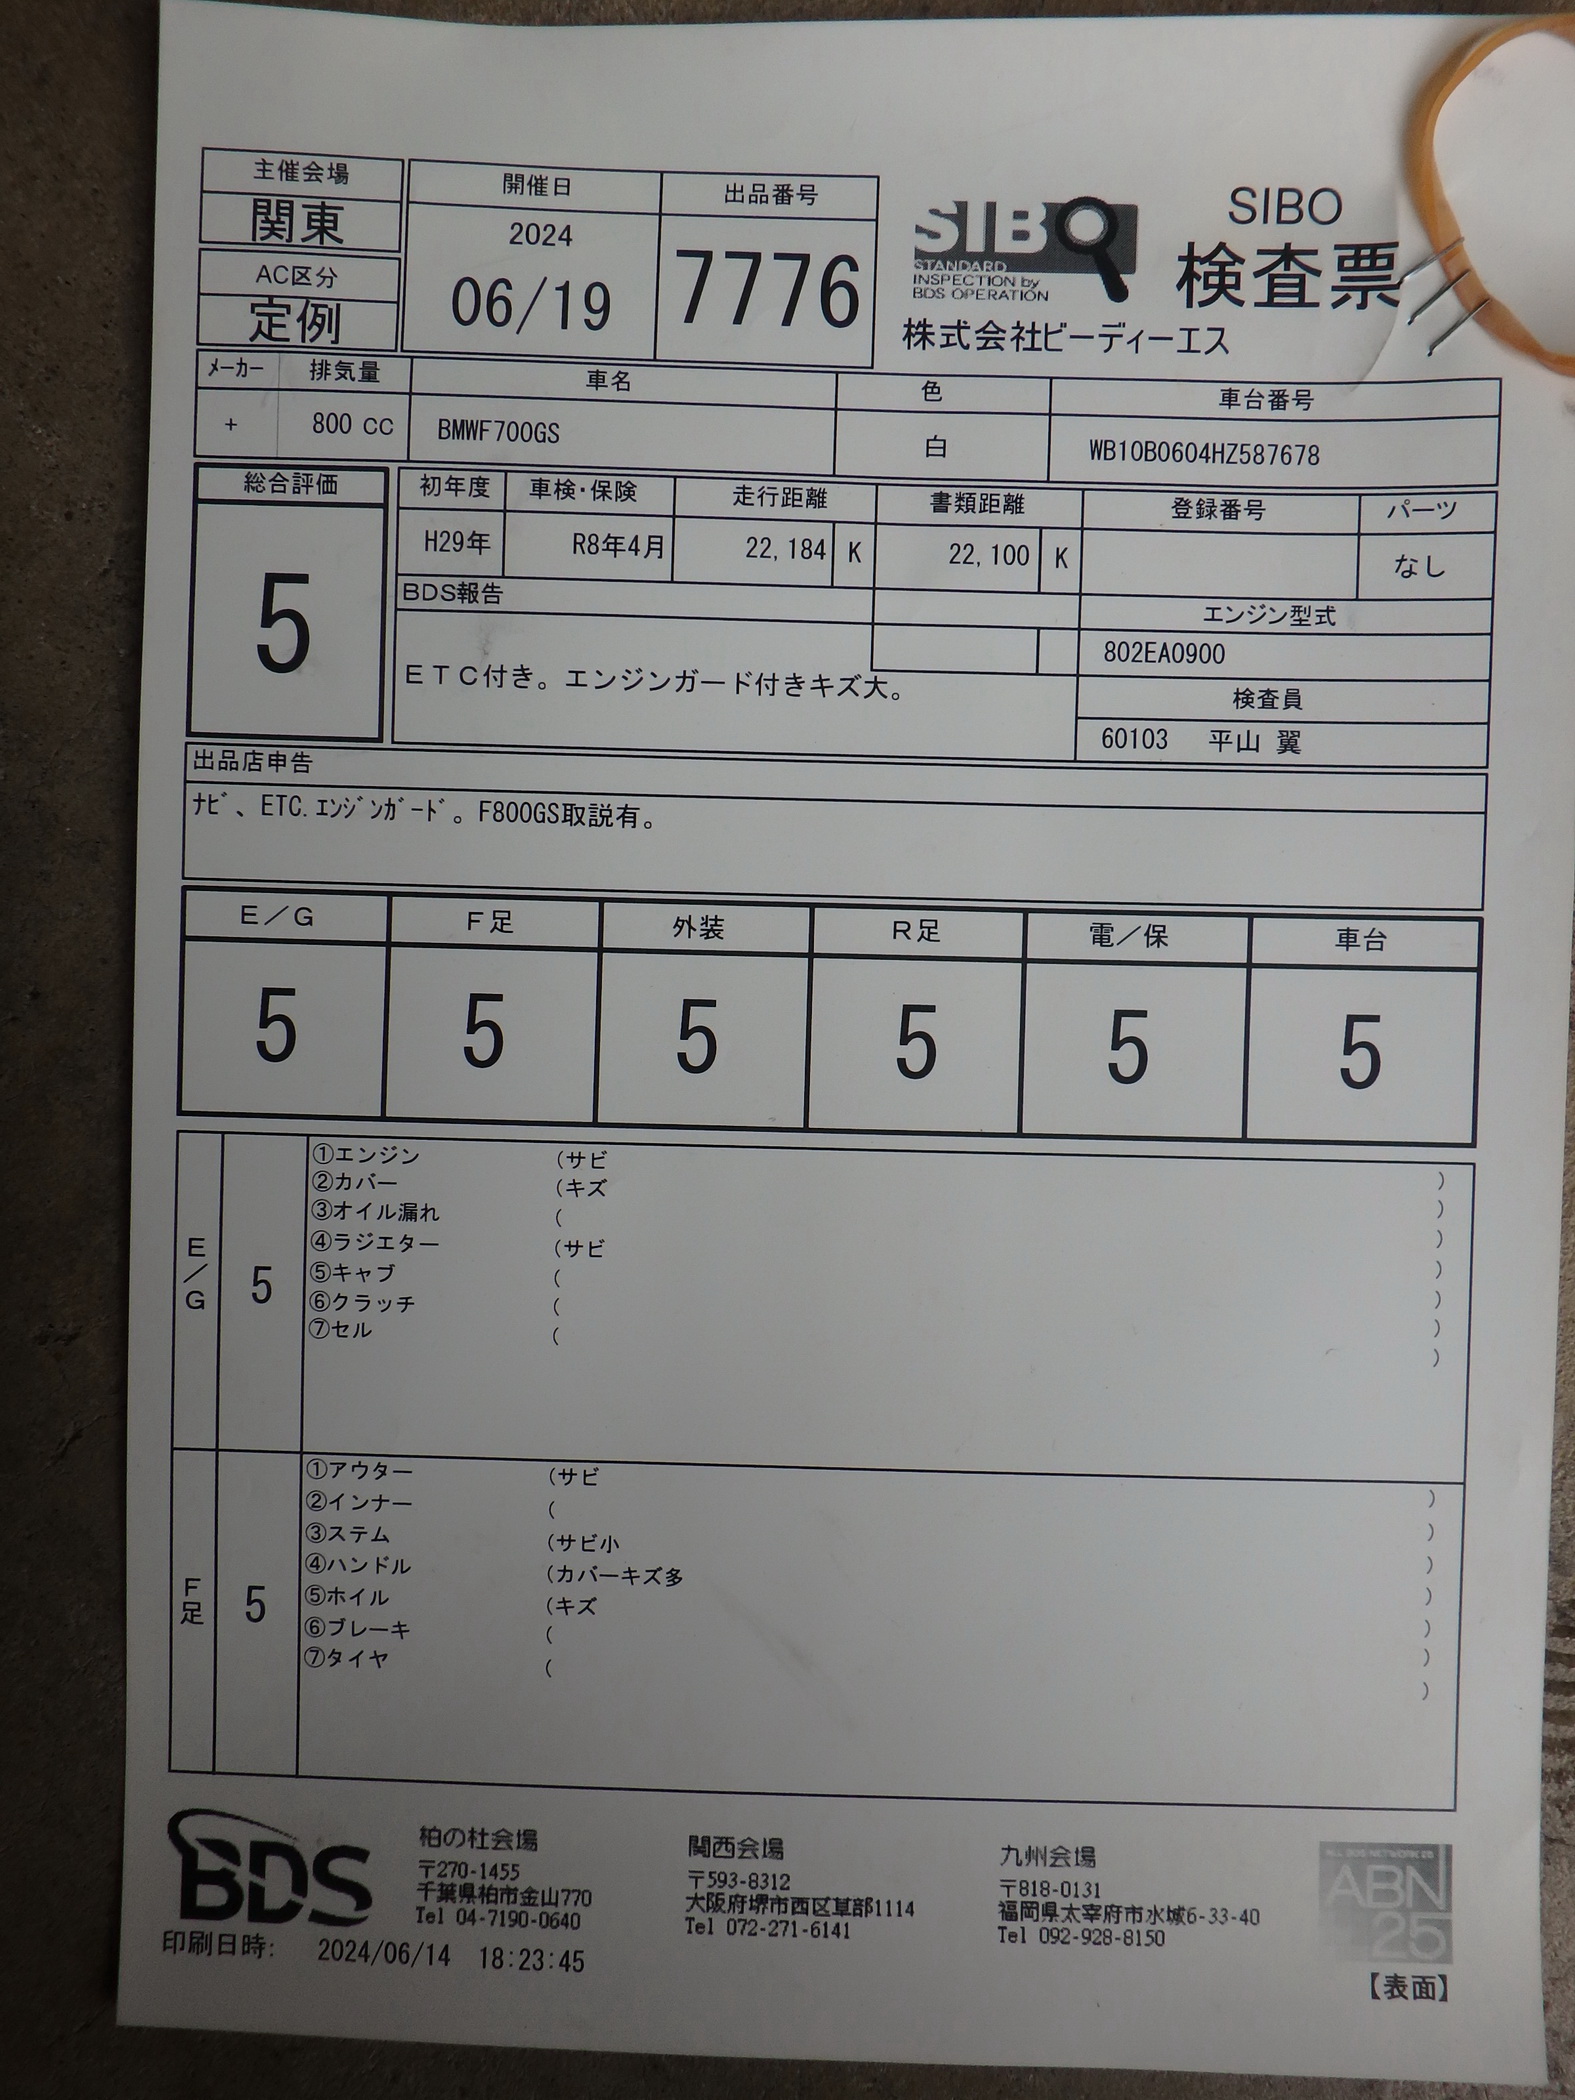 主催会場
関東
AC区分
定例
開催日
2024
06/19
出品番号
7776
SIBO
STANDARD
INSPECTION by
BDS OPERATION
SIBO
検査票
株式会社ビーディーエス
ﾒｰｶｰ 排気量 車名 色 車台番号
+ 800 CC BMWF700GS 白 WB10B0604HZ587678
総合評価
5
初年度 車検・保険 走行距離 書類距離 登録番号 パーツ
H29年 R8年4月 22,184 K 22,100 K なし
BDS報告
ETC付き。エンジンガード付きキズ大。
エンジン型式
802EA0900
検査員
60103 平山 翼
出品店申告
ﾅﾋﾞ、ETC.ｴﾝｼﾞﾝｶﾞｰﾄﾞ。F800GS取説有。
E/G F足 外装 R足 電/保 車台
5 5 5 5 5 5
E/G 5
①エンジン (サビ )
②カバー (キズ )
③オイル漏れ ( )
④ラジエター (サビ )
⑤キャブ ( )
⑥クラッチ ( )
⑦セル ( )
F足 5
①アウター (サビ )
②インナー ( )
③ステム (サビ小 )
④ハンドル (カバーキズ多 )
⑤ホイル (キズ )
⑥ブレーキ ( )
⑦タイヤ ( )
BDS
柏の杜会場
〒270-1455
千葉県柏市金山770
Tel 04-7190-0640
関西会場
〒593-8312
大阪府堺市西区草部1114
Tel 072-271-6141
九州会場
〒818-0131
福岡県太宰府市水城6-33-40
Tel 092-928-8150
ALL BDS NETWORK 25
ABN
25
印刷日時: 2024/06/14 18:23:45
【表面】